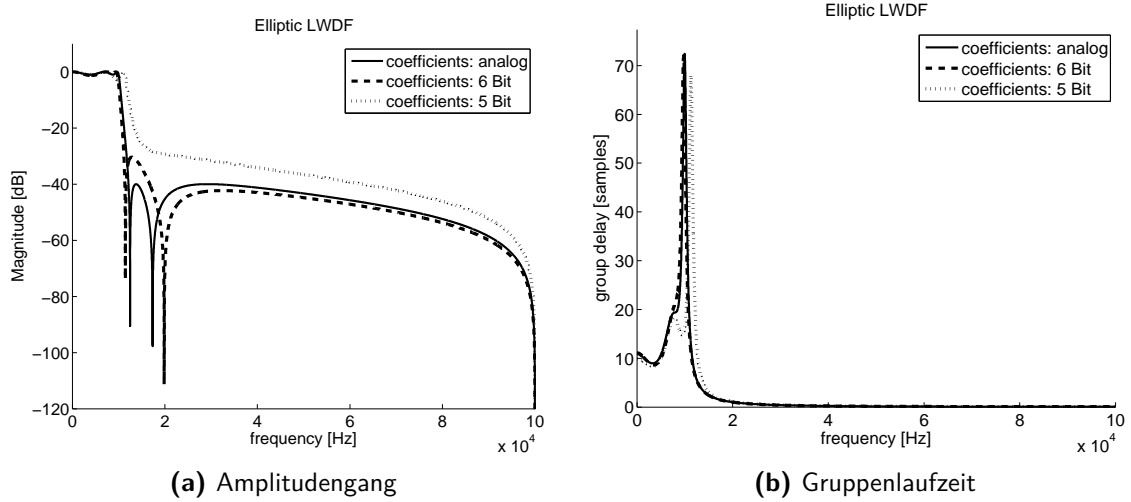 Elliptic LWDF
coefficients: analog
coefficients: 6 Bit
coefficients: 5 Bit
Magnitude [dB]
0
−20
−40
−60
−80
−100
−120
0
2
4
6
8
10
x 10^4
frequency [Hz]
(a) Amplitudengang
Elliptic LWDF
coefficients: analog
coefficients: 6 Bit
coefficients: 5 Bit
group delay [samples]
70
60
50
40
30
20
10
0
0
2
4
6
8
10
x 10^4
frequency [Hz]
(b) Gruppenlaufzeit